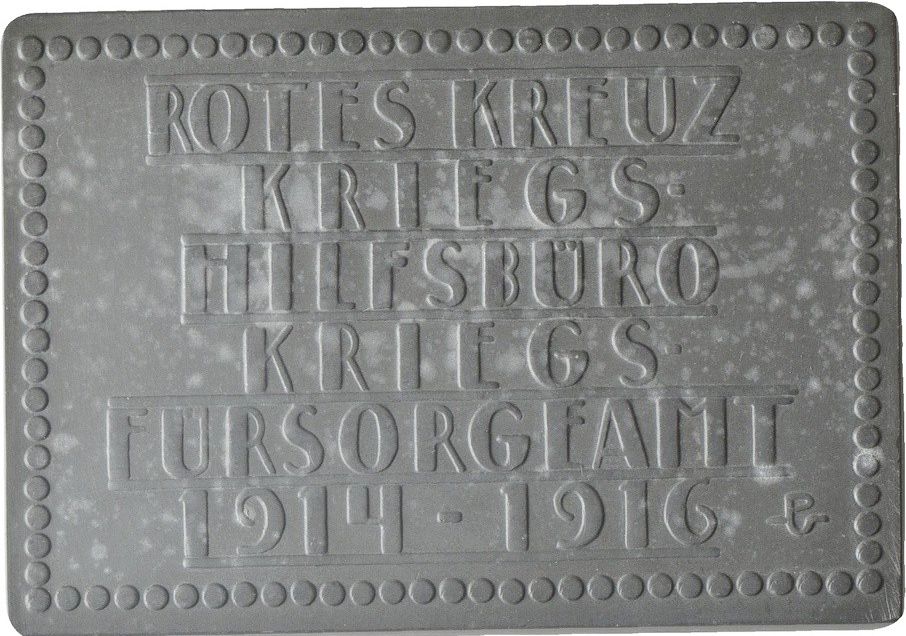 ROTES KREUZ
KRIEGS-
HILFSBÜRO
KRIEGS-
FÜRSORGEAMT
1914 - 1916